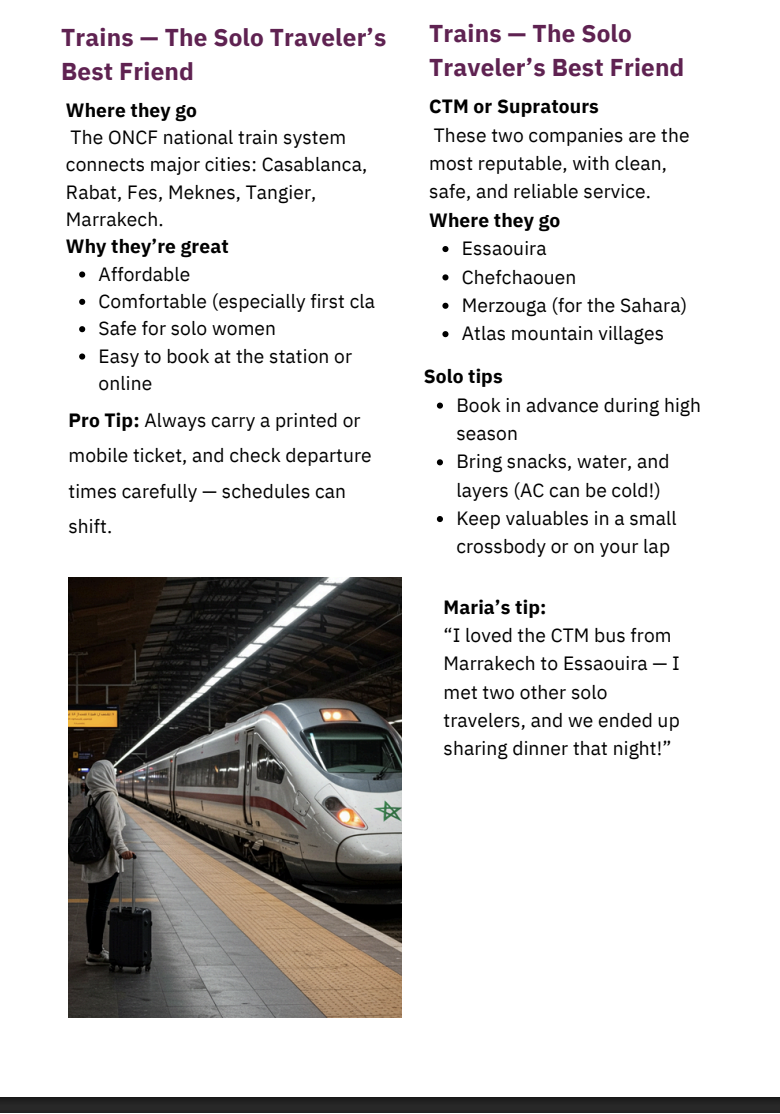 Trains — The Solo Traveler’s
Best Friend
Where they go
The ONCF national train system
connects major cities: Casablanca,
Rabat, Fes, Meknes, Tangier,
Marrakech.
Why they’re great
• Affordable
• Comfortable (especially first cla
• Safe for solo women
• Easy to book at the station or
online
Pro Tip: Always carry a printed or
mobile ticket, and check departure
times carefully — schedules can
shift.
Trains — The Solo
Traveler’s Best Friend
CTM or Supratours
These two companies are the
most reputable, with clean,
safe, and reliable service.
Where they go
• Essaouira
• Chefchaouen
• Merzouga (for the Sahara)
• Atlas mountain villages
Solo tips
• Book in advance during high
season
• Bring snacks, water, and
layers (AC can be cold!)
• Keep valuables in a small
crossbody or on your lap
Maria’s tip:
“I loved the CTM bus from
Marrakech to Essaouira — I
met two other solo
travelers, and we ended up
sharing dinner that night!”